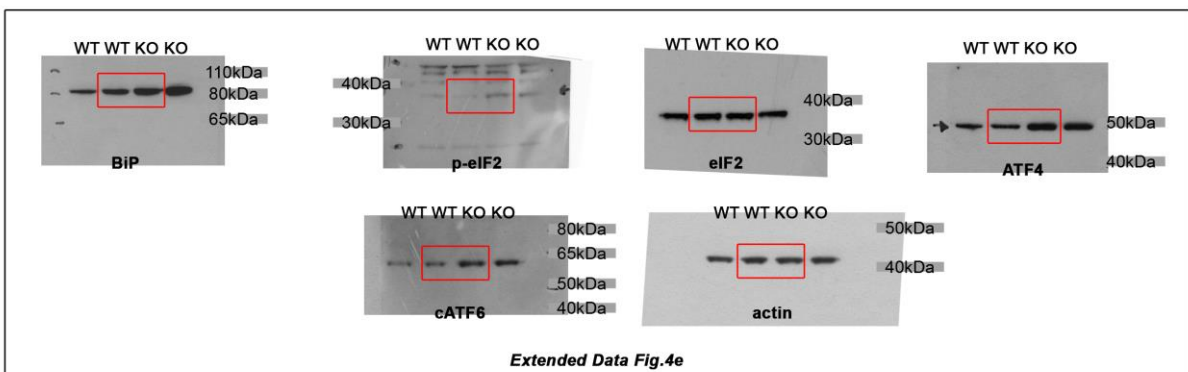 WT WT KO KO
110kDa
80kDa
65kDa
BiP
WT WT KO KO
40kDa
30kDa
p-eIF2
WT WT KO KO
40kDa
30kDa
eIF2
WT WT KO KO
50kDa
40kDa
ATF4
WT WT KO KO
80kDa
65kDa
50kDa
40kDa
cATF6
WT WT KO KO
50kDa
40kDa
actin
Extended Data Fig.4e